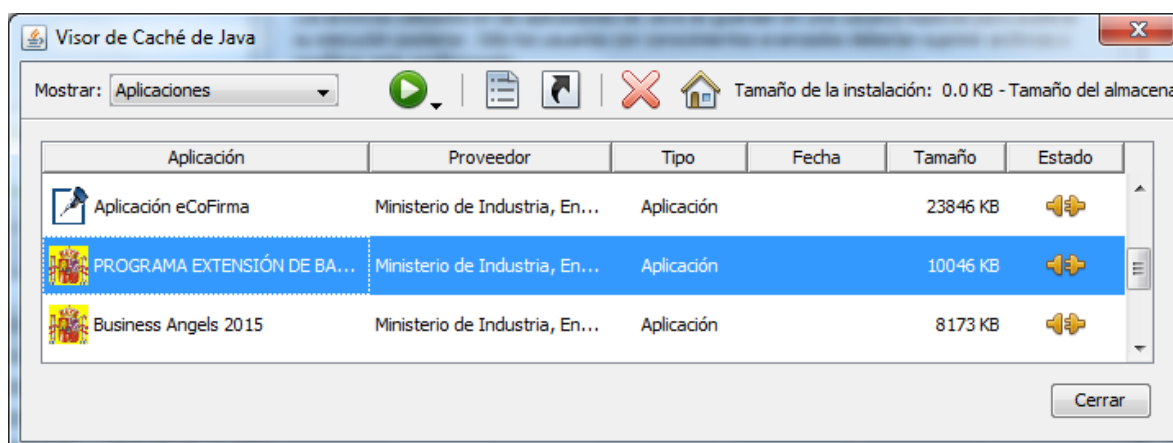 Visor de Caché de Java
Mostrar: Aplicaciones Tamaño de la instalación: 0.0 KB - Tamaño del almacena
Aplicación Proveedor Tipo Fecha Tamaño Estado
Aplicación eCoFirma Ministerio de Industria, En... Aplicación 23846 KB
PROGRAMA EXTENSIÓN DE BA... Ministerio de Industria, En... Aplicación 10046 KB
Business Angels 2015 Ministerio de Industria, En... Aplicación 8173 KB
Cerrar